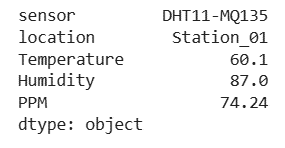 sensor DHT11-MQ135
location Station_01
Temperature 60.1
Humidity 87.0
PPM 74.24
dtype: object